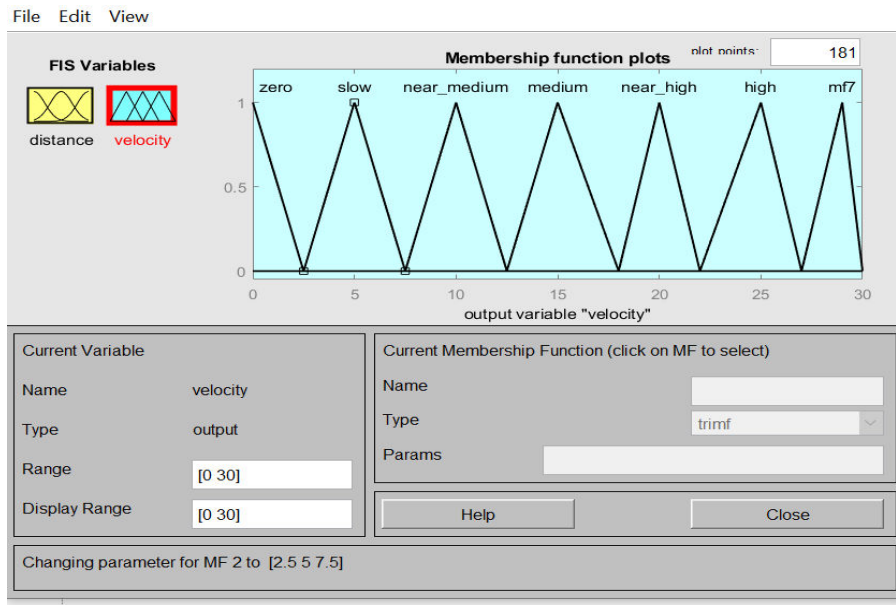 File Edit View
FIS Variables
distance velocity
Membership function plots
plot points:
181
zero slow near_medium medium near_high high mf7
1
0.5
0
0 5 10 15 20 25 30
output variable "velocity"
Current Variable
Name velocity
Type output
Range [0 30]
Display Range [0 30]
Current Membership Function (click on MF to select)
Name
Type trimf
Params
Help Close
Changing parameter for MF 2 to [2.5 5 7.5]